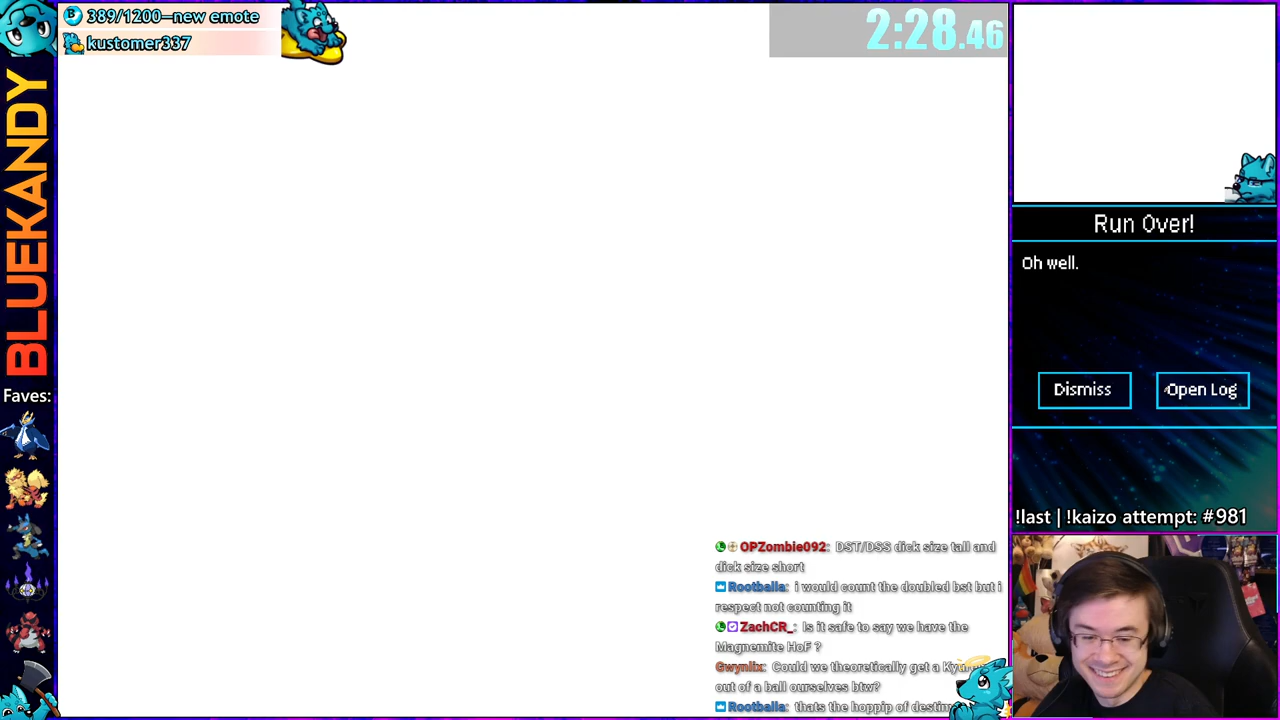 389/1200—new emote
kustomer337
2:28.46
BLUEKANDY
Run Over!
Oh well.
Dismiss
Open Log
Faves:
!last | !kaizo attempt: #981
OPZombie092: DST/DSS dick size tall and
dick size short
Rootballa: i would count the doubled bst but i
respect not counting it
ZachCR_: Is it safe to say we have the
Magnemite HoF ?
Gwynlix: Could we theoretically get a
out of a ball ourselves btw?
Rootballa: thats the hoppip of